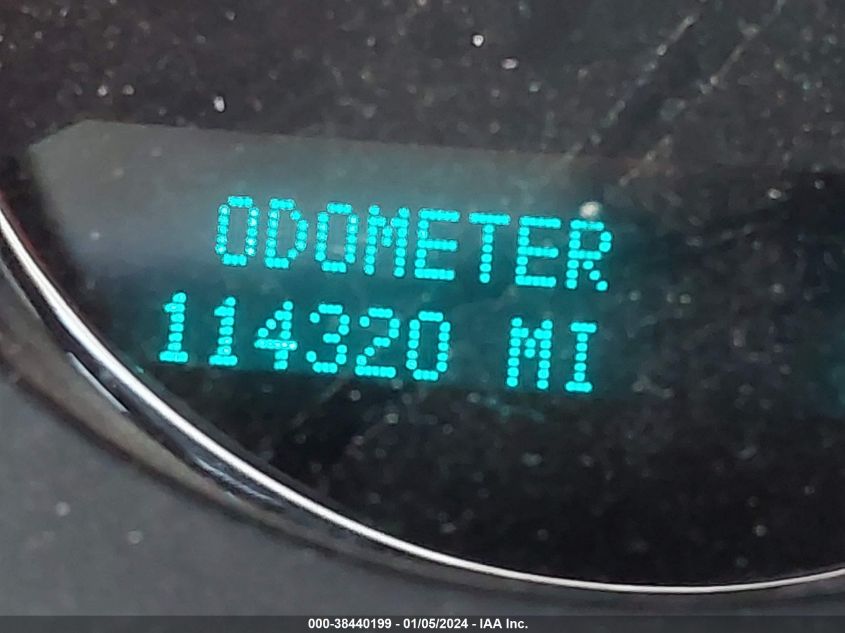 ODOMETER
114320 MI
000-38440199 - 01/05/2024 - IAA Inc.